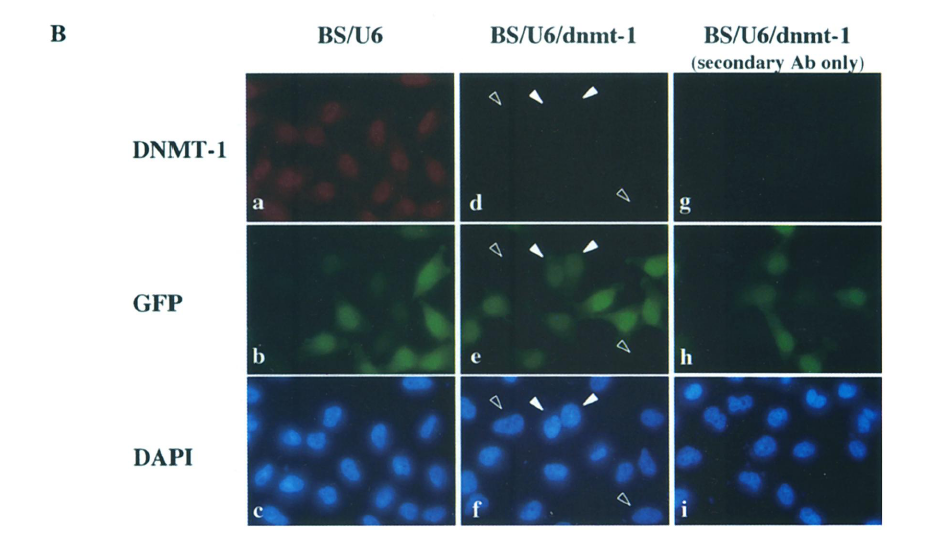 B
BS/U6 BS/U6/dnmt-1 BS/U6/dnmt-1
(secondary Ab only)
DNMT-1
a d g
GFP
b e h
DAPI
c f i